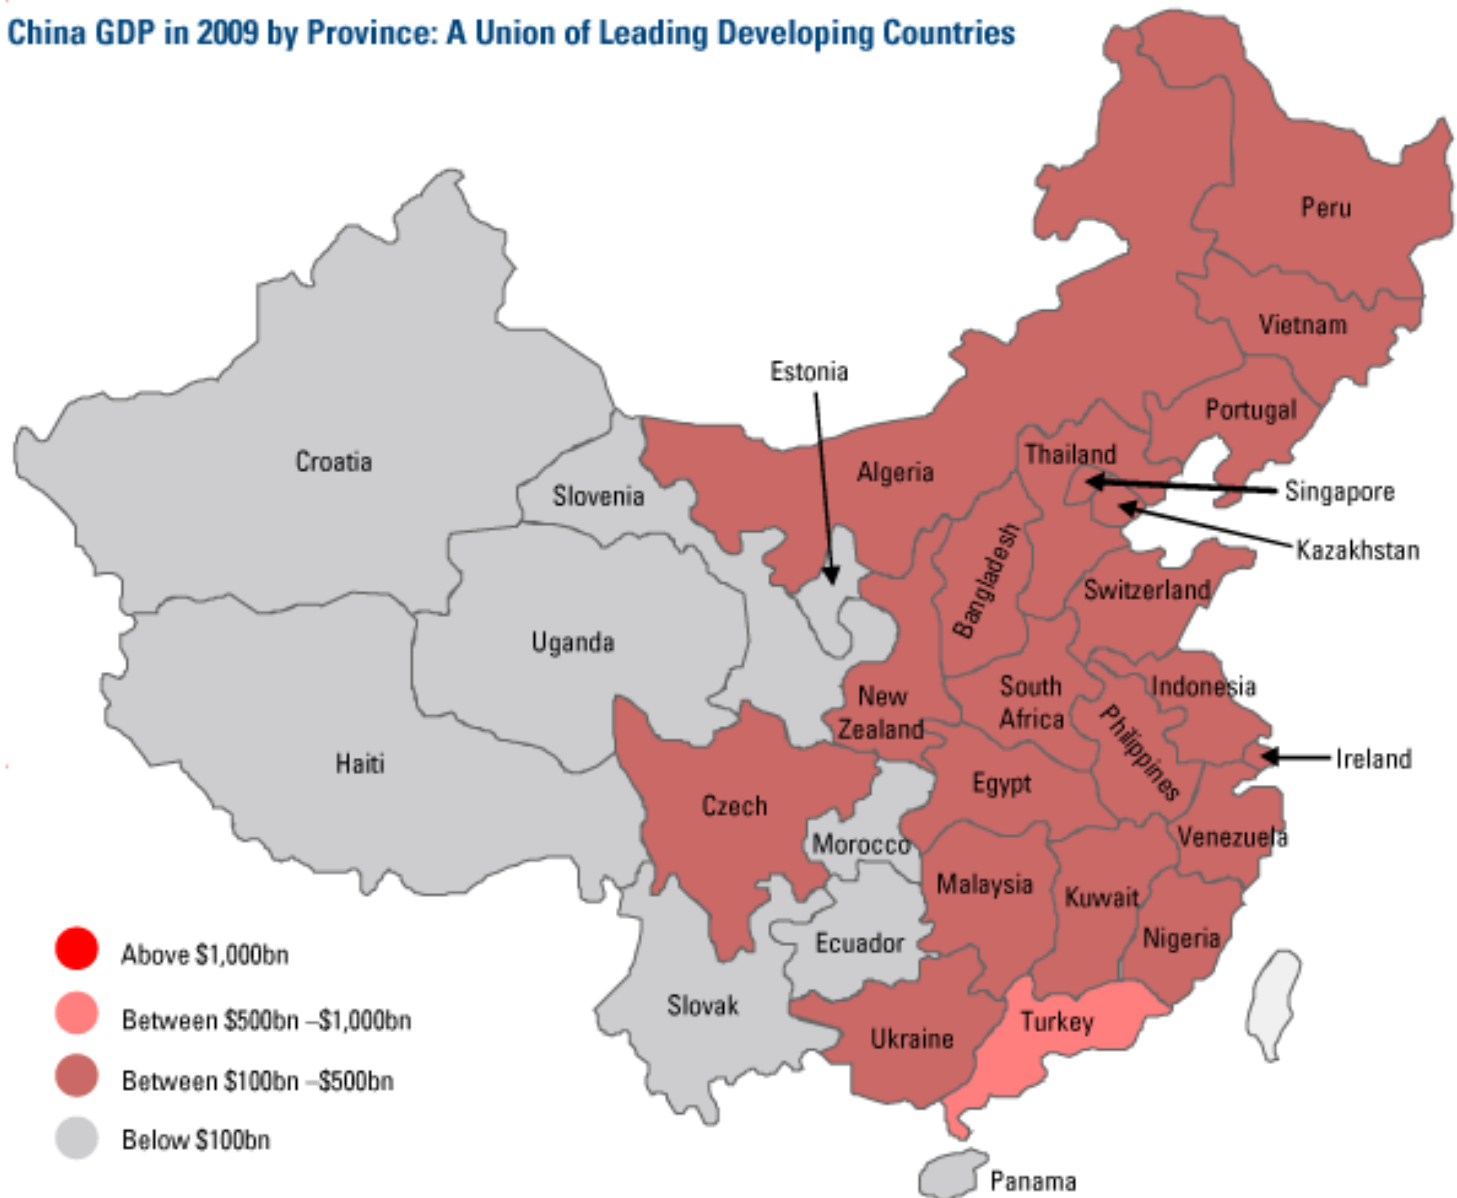 China GDP in 2009 by Province: A Union of Leading Developing Countries
Peru
Vietnam
Estonia
Portugal
Thailand
Croatia
Algeria
Slovenia
Singapore
Kazakhstan
Bangladesh
Switzerland
Uganda
New
Zealand
South
Africa
Indonesia
Philippines
Ireland
Haiti
Egypt
Czech
Morocco
Venezuela
Malaysia
Kuwait
Nigeria
Ecuador
Slovak
Ukraine
Turkey
Panama
Above $1,000bn
Between $500bn –$1,000bn
Between $100bn –$500bn
Below $100bn